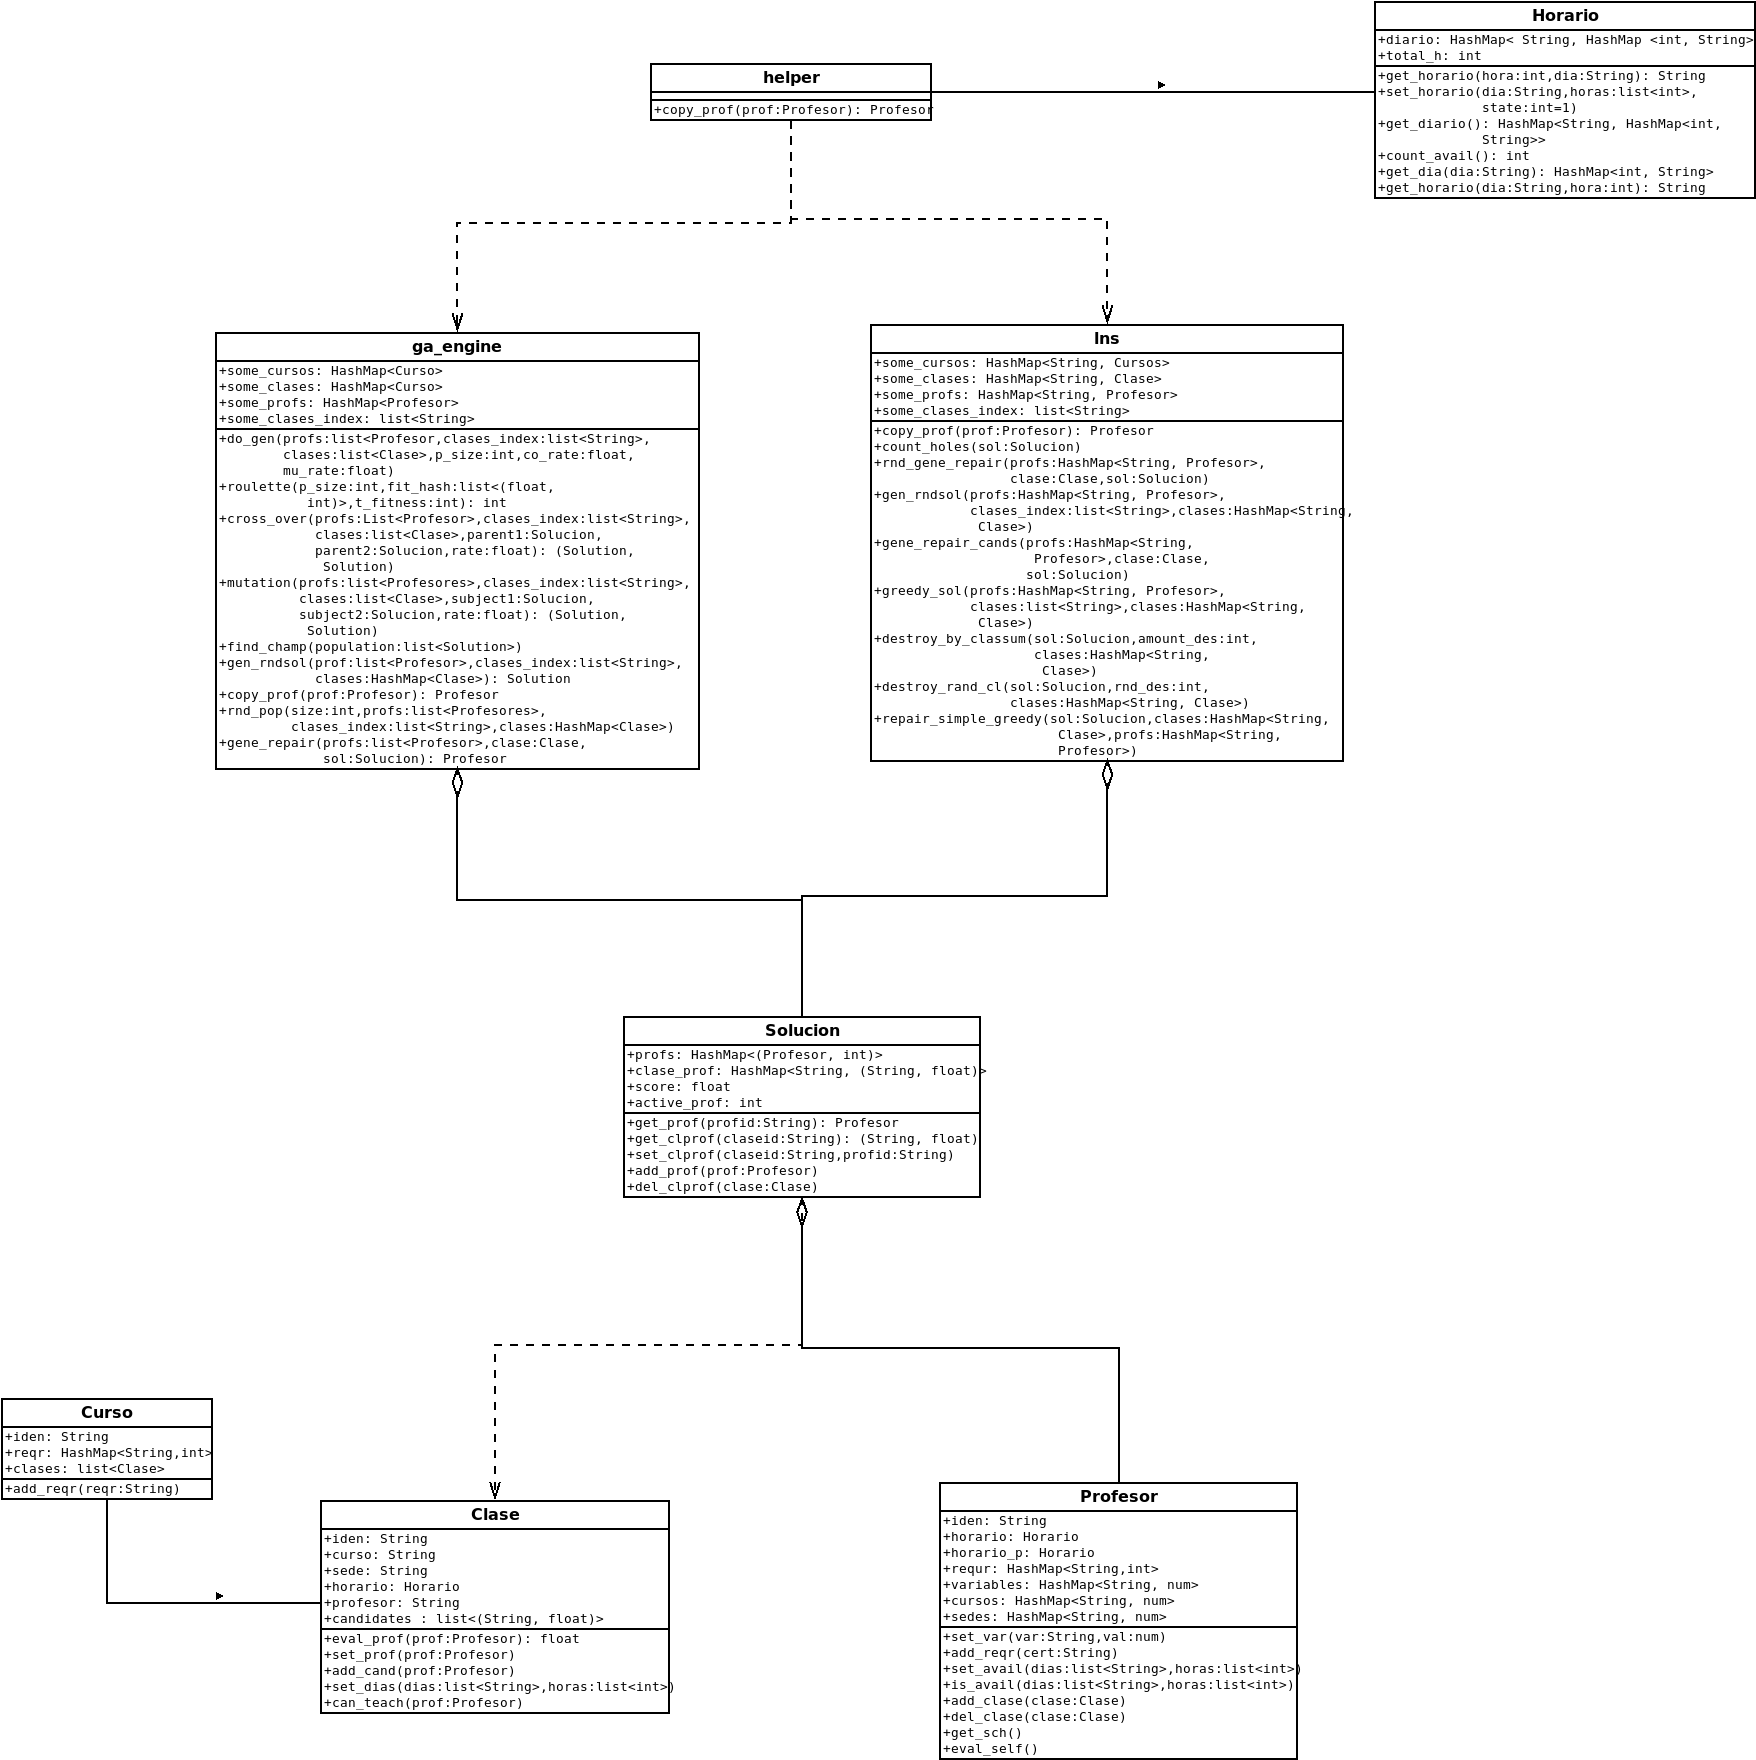 Horario
+diario: HashMap< String, HashMap <int, String>
+total_h: int
+get_horario(hora:int,dia:String): String
+set_horario(dia:String,horas:list<int>,
state:int=1)
+get_diario(): HashMap<String, HashMap<int,
String>>
+count_avail(): int
+get_dia(dia:String): HashMap<int, String>
+get_horario(dia:String,hora:int): String
helper
+copy_prof(prof:Profesor): Profesor
ga_engine
+some_cursos: HashMap<Curso>
+some_clases: HashMap<Curso>
+some_profs: HashMap<Profesor>
+some_clases_index: list<String>
+do_gen(profs:list<Profesor,clases_index:list<String>,
clases:list<Clase>,p_size:int,co_rate:float,
mu_rate:float)
+roulette(p_size:int,fit_hash:list<(float,
int)>,t_fitness:int): int
+cross_over(profs:List<Profesor>,clases_index:list<String>,
clases:list<Clase>,parent1:Solucion,
parent2:Solucion,rate:float): (Solution,
Solution)
+mutation(profs:list<Profesores>,clases_index:list<String>,
clases:list<Clase>,subject1:Solucion,
subject2:Solucion,rate:float): (Solution,
Solution)
+find_champ(population:list<Solution>)
+gen_rndsol(prof:list<Profesor>,clases_index:list<String>,
clases:HashMap<Clase>): Solution
+copy_prof(prof:Profesor): Profesor
+rnd_pop(size:int,profs:list<Profesores>,
clases_index:list<String>,clases:HashMap<Clase>)
+gene_repair(profs:list<Profesor>,clase:Clase,
sol:Solucion): Profesor
lns
+some_cursos: HashMap<String, Cursos>
+some_clases: HashMap<String, Clase>
+some_profs: HashMap<String, Profesor>
+some_clases_index: list<String>
+copy_prof(prof:Profesor): Profesor
+count_holes(sol:Solucion)
+rnd_gene_repair(profs:HashMap<String, Profesor>,
clase:Clase,sol:Solucion)
+gen_rndsol(profs:HashMap<String, Profesor>,
clases_index:list<String>,clases:HashMap<String,
Clase>)
+gene_repair_cands(profs:HashMap<String,
Profesor>,clase:Clase,
sol:Solucion)
+greedy_sol(profs:HashMap<String, Profesor>,
clases:list<String>,clases:HashMap<String,
Clase>)
+destroy_by_classum(sol:Solucion,amount_des:int,
clases:HashMap<String,
Clase>)
+destroy_rand_cl(sol:Solucion,rnd_des:int,
clases:HashMap<String, Clase>)
+repair_simple_greedy(sol:Solucion,clases:HashMap<String,
Clase>,profs:HashMap<String,
Profesor>)
Solucion
+profs: HashMap<(Profesor, int)>
+clase_prof: HashMap<String, (String, float)>
+score: float
+active_prof: int
+get_prof(profid:String): Profesor
+get_clprof(claseid:String): (String, float)
+set_clprof(claseid:String,profid:String)
+add_prof(prof:Profesor)
+del_clprof(clase:Clase)
Curso
+iden: String
+reqr: HashMap<String,int>
+clases: list<Clase>
+add_reqr(reqr:String)
Clase
+iden: String
+curso: String
+sede: String
+horario: Horario
+profesor: String
+candidates : list<(String, float)>
+eval_prof(prof:Profesor): float
+set_prof(prof:Profesor)
+add_cand(prof:Profesor)
+set_dias(dias:list<String>,horas:list<int>)
+can_teach(prof:Profesor)
Profesor
+iden: String
+horario: Horario
+horario_p: Horario
+requr: HashMap<String,int>
+variables: HashMap<String, num>
+cursos: HashMap<String, num>
+sedes: HashMap<String, num>
+set_var(var:String,val:num)
+add_reqr(cert:String)
+set_avail(dias:list<String>,horas:list<int>)
+is_avail(dias:list<String>,horas:list<int>)
+add_clase(clase:Clase)
+del_clase(clase:Clase)
+get_sch()
+eval_self()